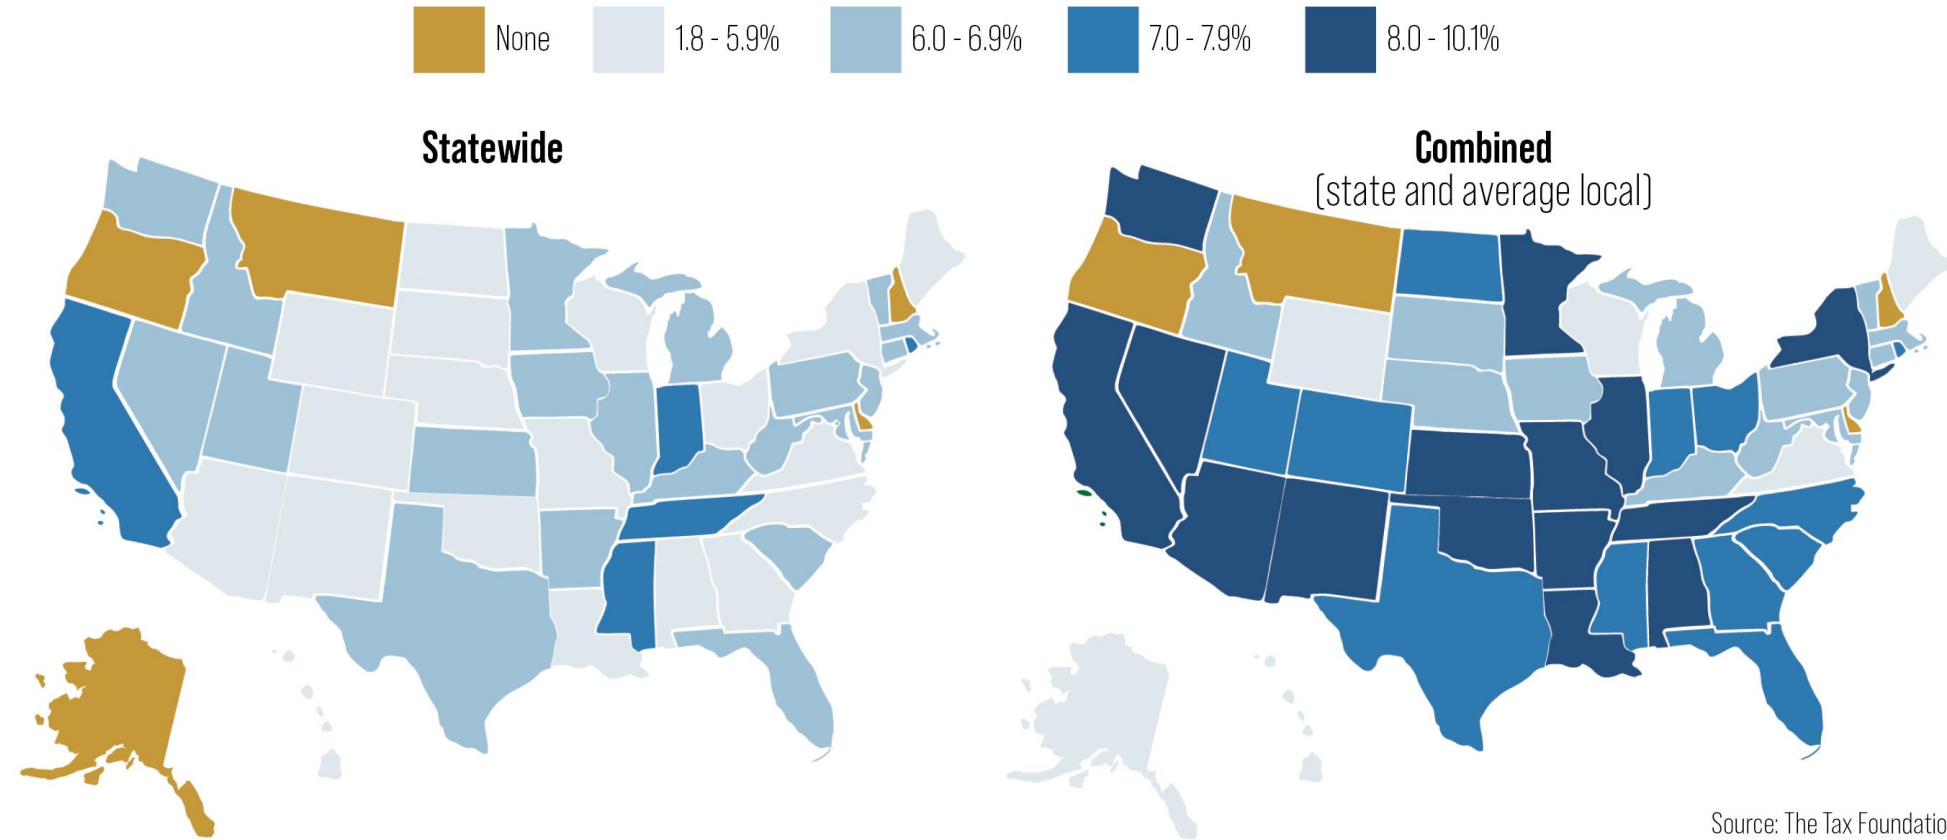 None
1.8 - 5.9%
6.0 - 6.9%
7.0 - 7.9%
8.0 - 10.1%
Statewide
Combined
(state and average local)
Source: The Tax Foundatio